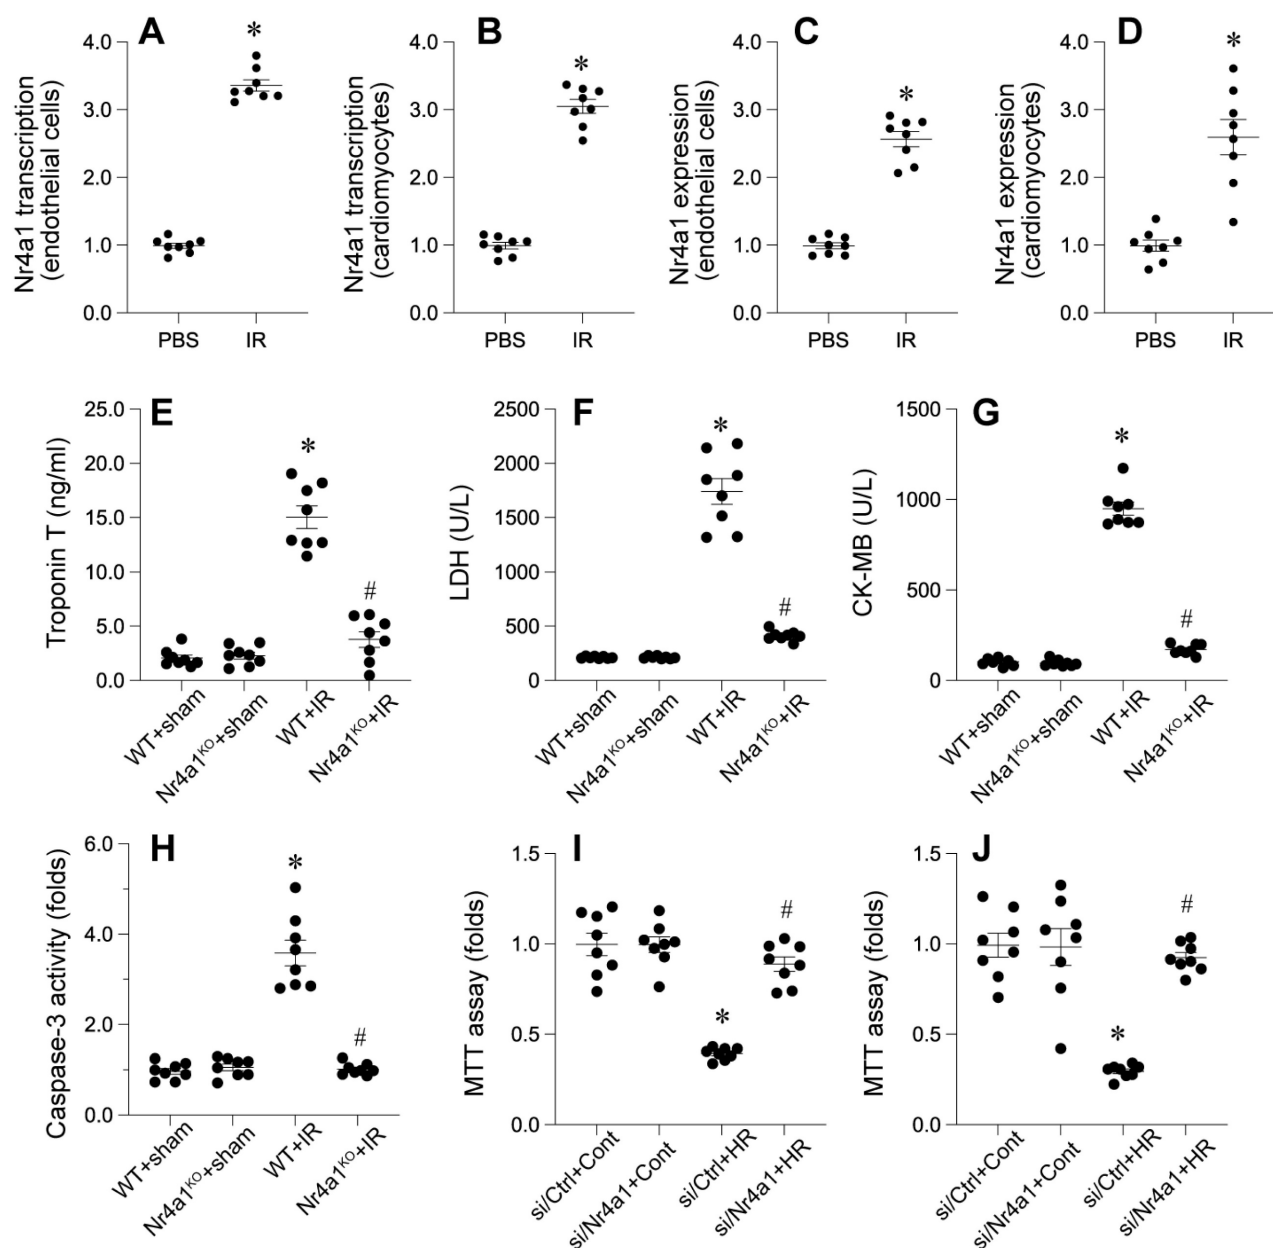 A
B
C
D
Nr4a1 transcription
(endothelial cells)
4.0
3.0
2.0
1.0
0.0
*
PBS
IR
Nr4a1 transcription
(cardiomyocytes)
4.0
3.0
2.0
1.0
0.0
*
PBS
IR
Nr4a1 expression
(endothelial cells)
4.0
3.0
2.0
1.0
0.0
*
PBS
IR
Nr4a1 expression
(cardiomyocytes)
4.0
3.0
2.0
1.0
0.0
*
PBS
IR
E
Troponin T (ng/ml)
25.0
20.0
15.0
10.0
5.0
0.0
*
#
WT+sham
Nr4a1KO+sham
WT+IR
Nr4a1KO+IR
F
LDH (U/L)
2500
2000
1500
1000
500
0
*
#
WT+sham
Nr4a1KO+sham
WT+IR
Nr4a1KO+IR
G
CK-MB (U/L)
1500
1000
500
0
*
#
WT+sham
Nr4a1KO+sham
WT+IR
Nr4a1KO+IR
H
Caspase-3 activity (folds)
6.0
4.0
2.0
0.0
*
#
WT+sham
Nr4a1KO+sham
WT+IR
Nr4a1KO+IR
I
MTT assay (folds)
1.5
1.0
0.5
0.0
*
#
si/Ctrl+Cont
si/Nr4a1+Cont
si/Ctrl+HR
si/Nr4a1+HR
J
MTT assay (folds)
1.5
1.0
0.5
0.0
*
#
si/Ctrl+Cont
si/Nr4a1+Cont
si/Ctrl+HR
si/Nr4a1+HR